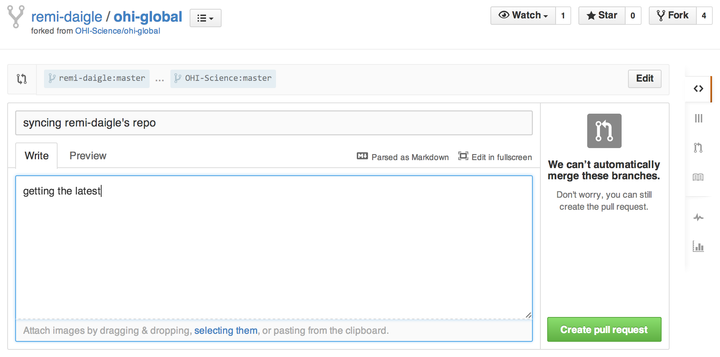 remi-daigle / ohi-global
Watch 1 Star 0 Fork 4
forked from OHI-Science/ohi-global
remi-daigle:master ... OHI-Science:master Edit
syncing remi-daigle's repo
Write Preview Parsed as Markdown Edit in fullscreen
We can't automatically
merge these branches.
getting the latest
Don't worry, you can still
create the pull request.
Attach images by dragging & dropping, selecting them, or pasting from the clipboard.
Create pull request